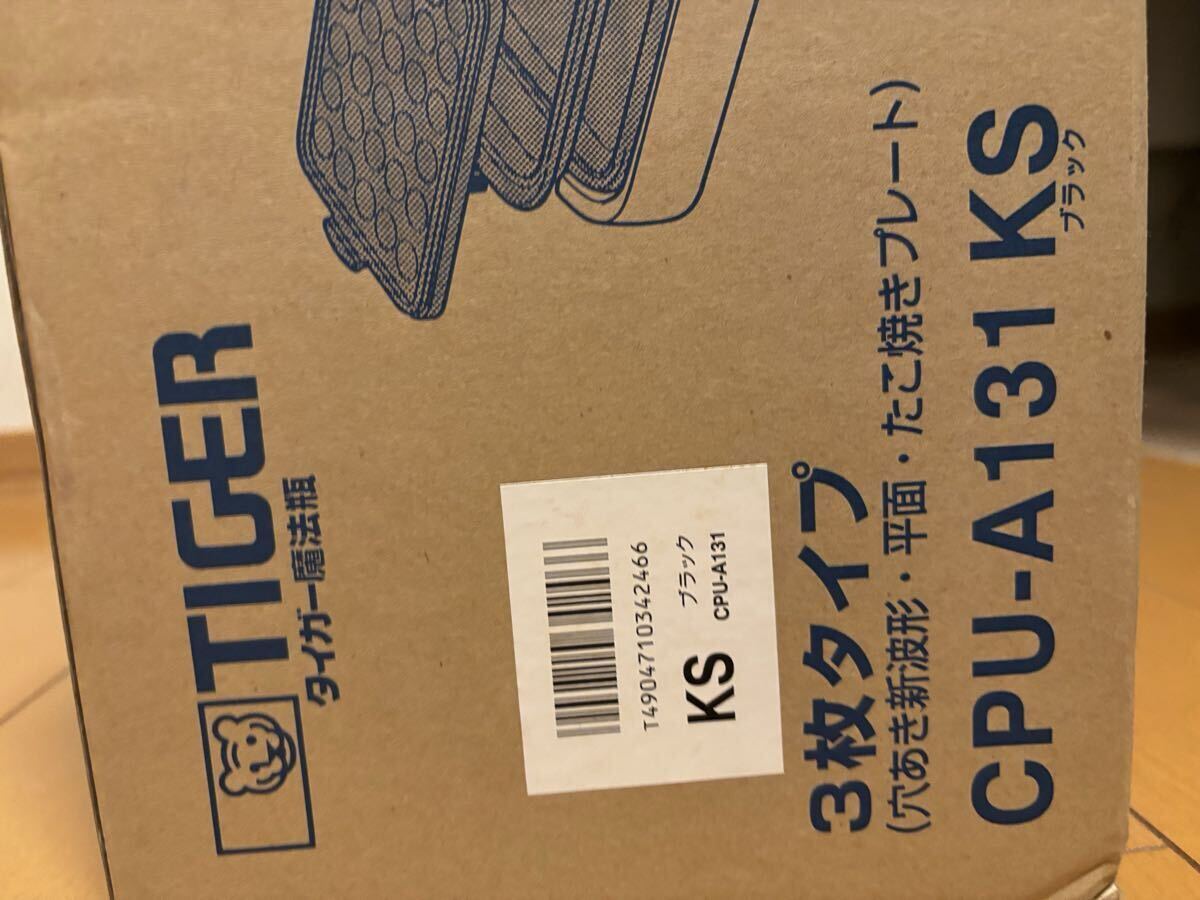 TIGER
タイガー魔法瓶
T4904710342466
KS
ブラック
CPU-A131
3枚タイプ
(穴あき新波形・平面・たこ焼きプレート)
CPU-A131 KS
ブラック